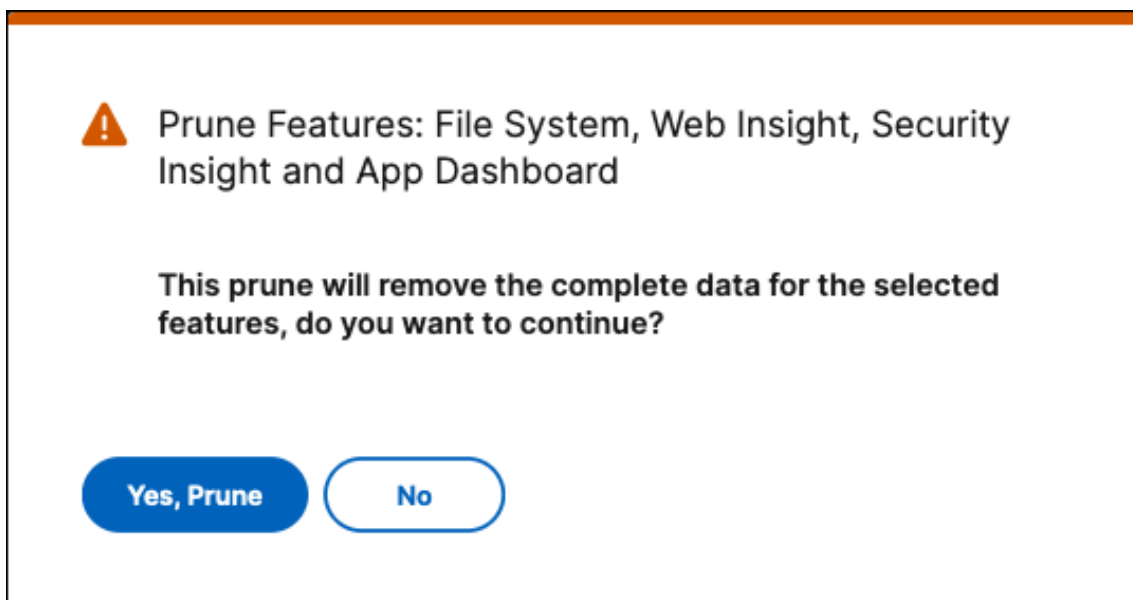 Prune Features: File System, Web Insight, Security
Insight and App Dashboard
This prune will remove the complete data for the selected
features, do you want to continue?
Yes, Prune
No